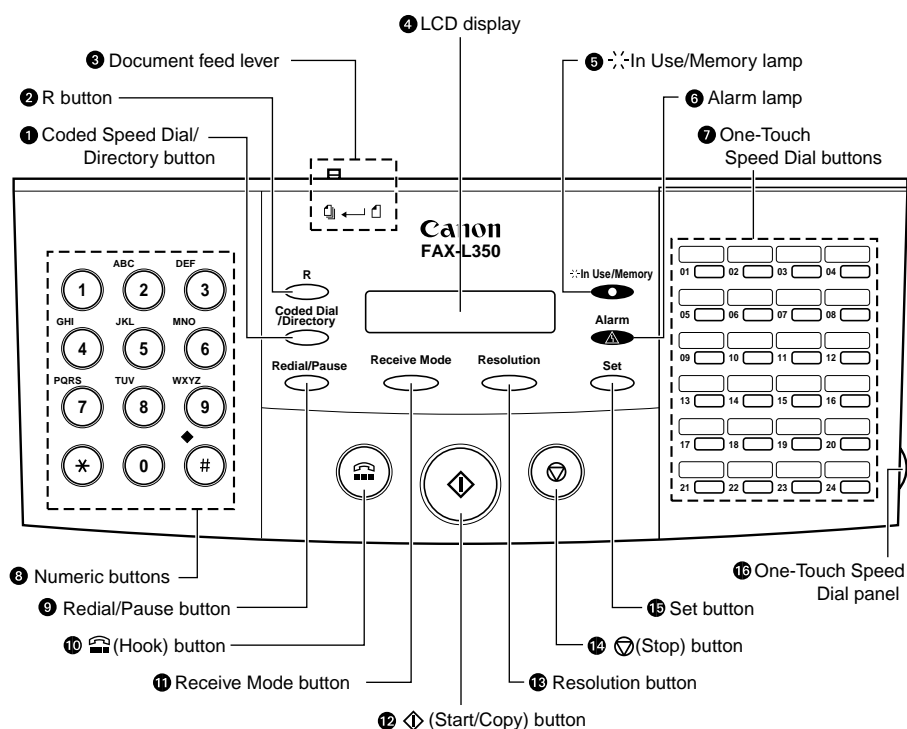 4 LCD display
3 Document feed lever
5 In Use/Memory lamp
2 R button
6 Alarm lamp
1 Coded Speed Dial/
Directory button
7 One-Touch
Speed Dial buttons
Canon
FAX-L350
ABC
DEF
1
2
3
GHI
JKL
MNO
4
5
6
PQRS
TUV
WXYZ
7
8
9
0
#
R
Coded Dial
/Directory
Redial/Pause
Receive Mode
Resolution
In Use/Memory
Alarm
Set
01 02 03 04
05 06 07 08
09 10 11 12
13 14 15 16
17 18 19 20
21 22 23 24
8 Numeric buttons
16 One-Touch Speed
Dial panel
9 Redial/Pause button
15 Set button
10 (Hook) button
14 (Stop) button
11 Receive Mode button
13 Resolution button
12 (Start/Copy) button